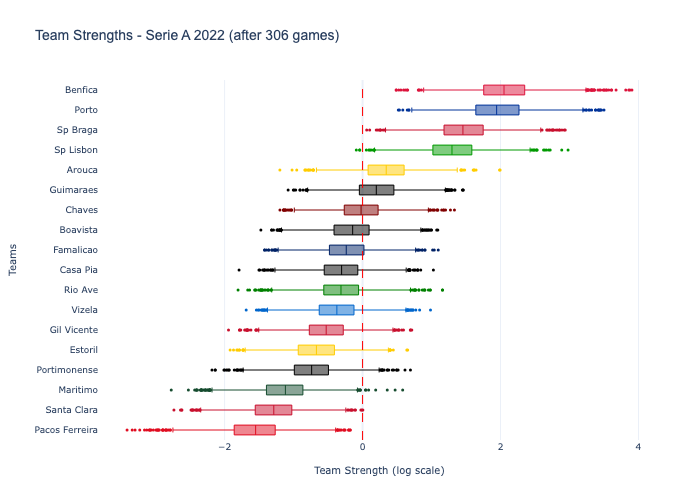 Team Strengths - Serie A 2022 (after 306 games)
Benfica
Porto
Sp Braga
Sp Lisbon
Arouca
Guimaraes
Chaves
Boavista
Famalicao
Casa Pia
Rio Ave
Vizela
Gil Vicente
Estoril
Portimonense
Maritimo
Santa Clara
Pacos Ferreira
Teams
−2 0 2 4
Team Strength (log scale)